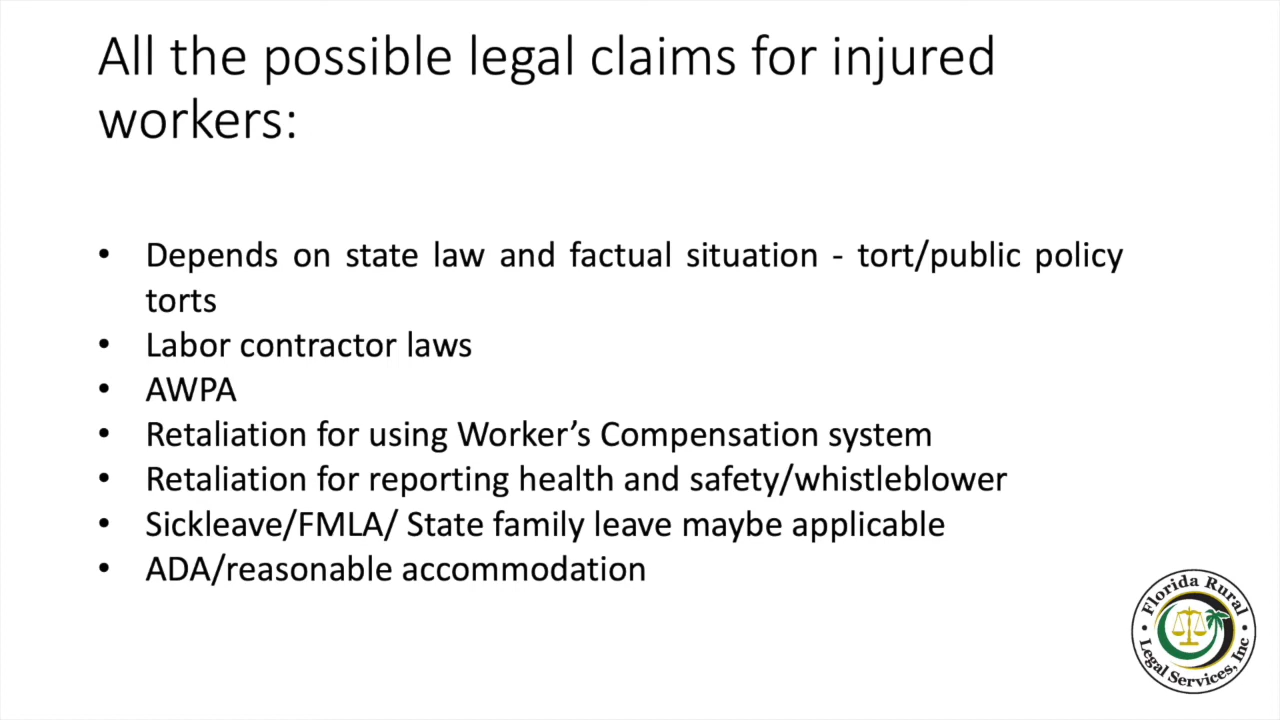 All the possible legal claims for injured
workers:
• Depends on state law and factual situation - tort/public policy
torts
• Labor contractor laws
• AWPA
• Retaliation for using Worker’s Compensation system
• Retaliation for reporting health and safety/whistleblower
• Sickleave/FMLA/ State family leave maybe applicable
• ADA/reasonable accommodation
Florida Rural
Legal Services, Inc